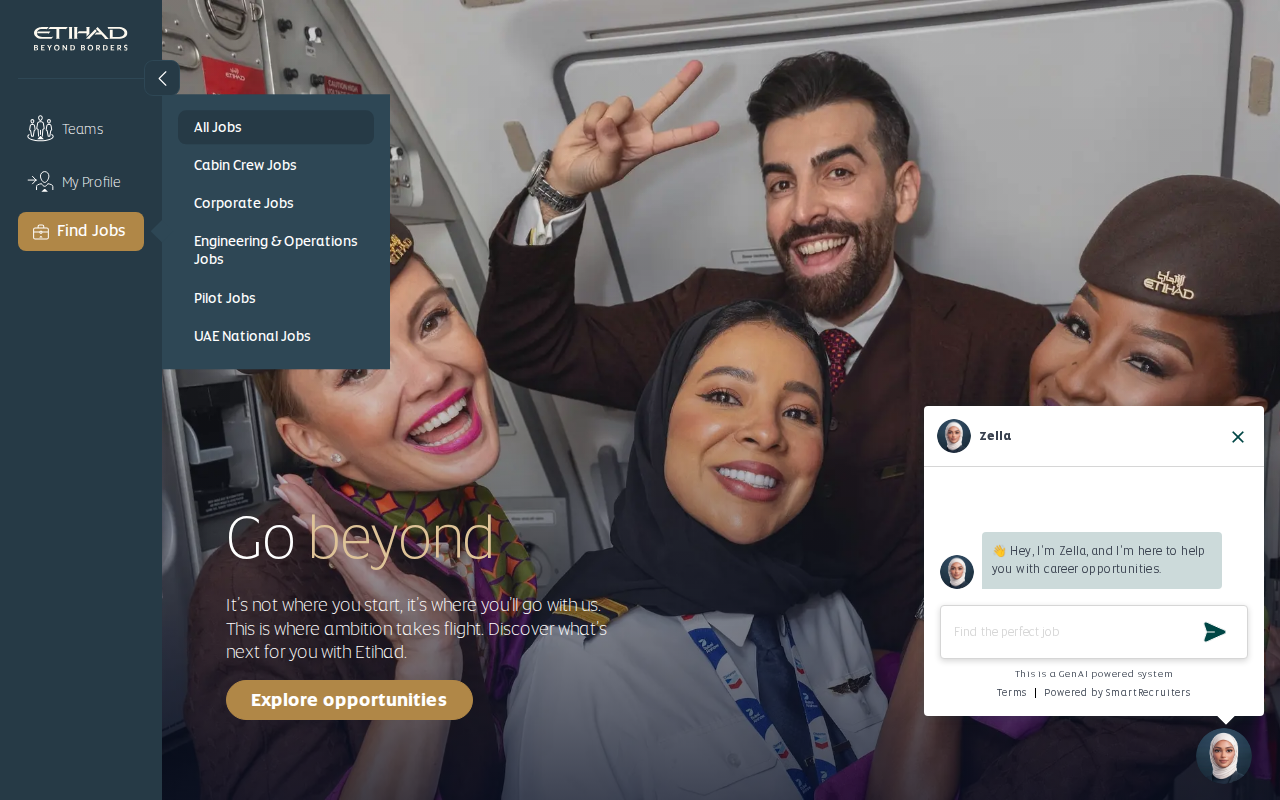 ETIHAD
BEYOND BORDERS
Teams
My Profile
Find Jobs
All Jobs
Cabin Crew Jobs
Corporate Jobs
Engineering & Operations
Jobs
Pilot Jobs
UAE National Jobs
ETIHAD
ETIHAD
Go beyond
It's not where you start, it's where you'll go with us.
This is where ambition takes flight. Discover what's
next for you with Etihad.
Explore opportunities
Zella
👋 Hey, I'm Zella, and I'm here to help
you with career opportunities.
Find the perfect job
This is a GenAI powered system
Terms | Powered by SmartRecruiters